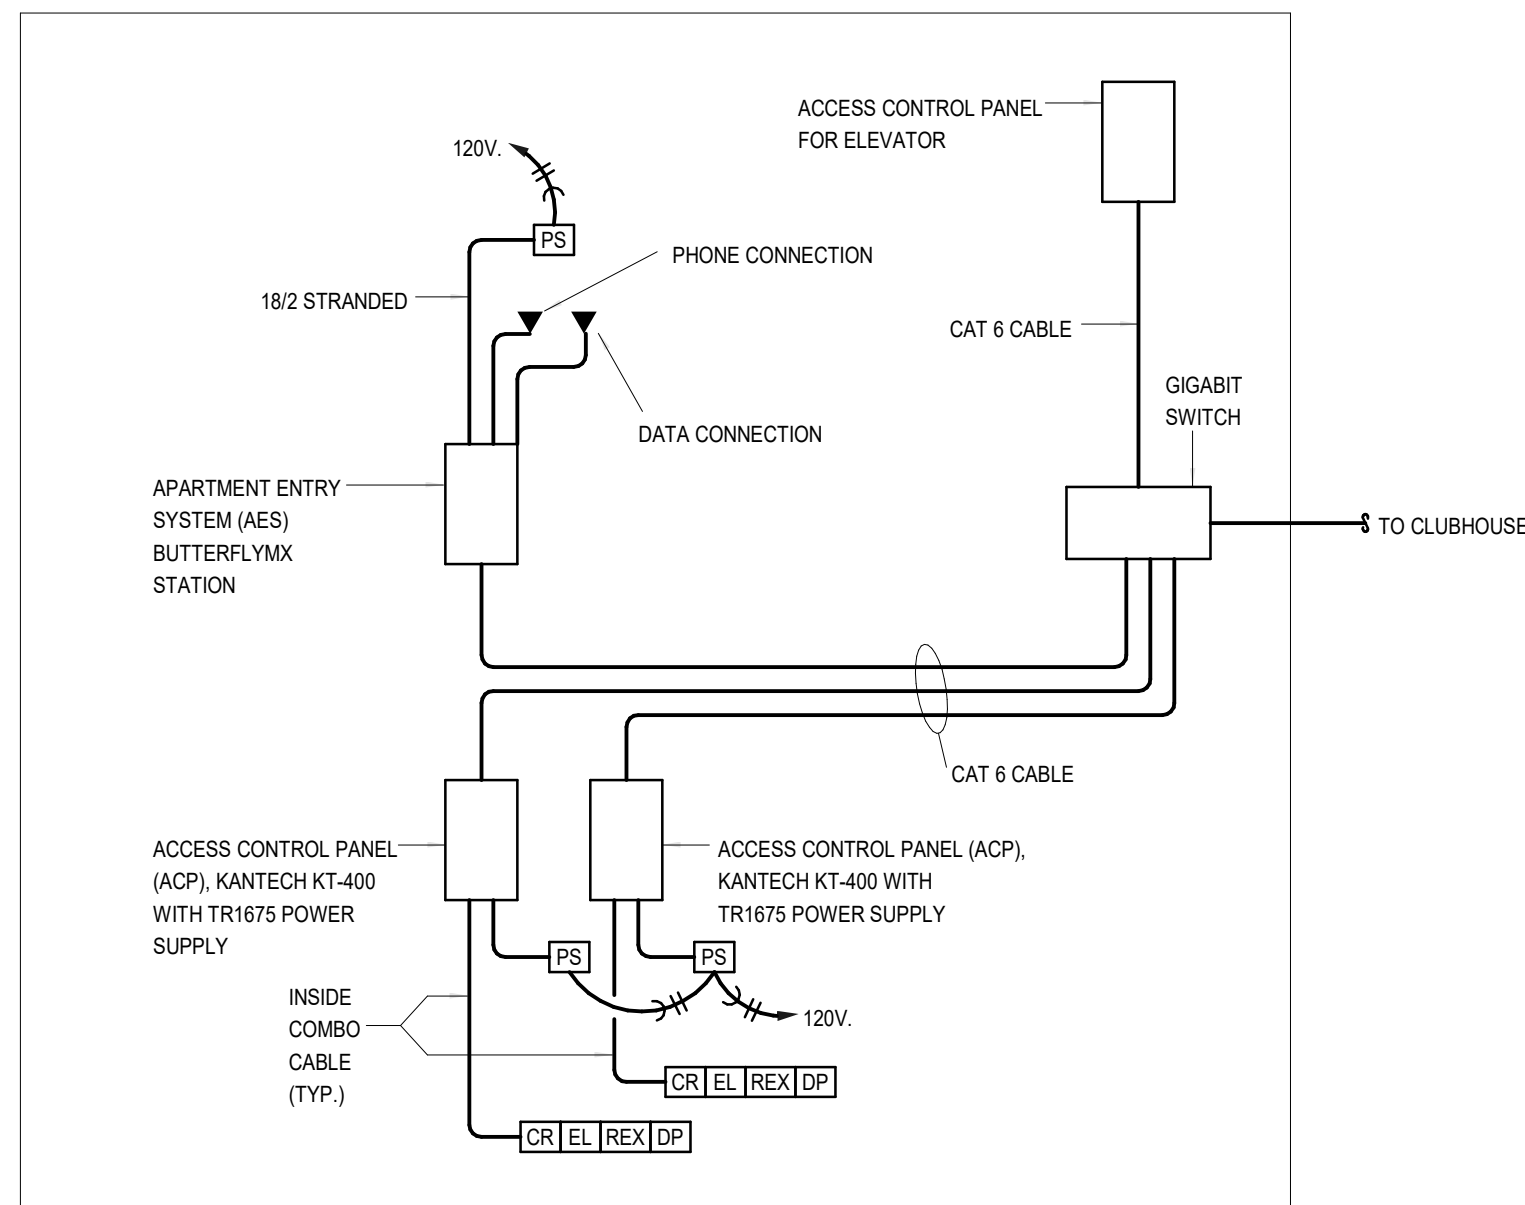 ACCESS CONTROL PANEL
FOR ELEVATOR
120V.
PS
PHONE CONNECTION
18/2 STRANDED
CAT 6 CABLE
GIGABIT
SWITCH
DATA CONNECTION
APARTMENT ENTRY
SYSTEM (AES)
BUTTERFLYMX
STATION
TO CLUBHOUSE
CAT 6 CABLE
ACCESS CONTROL PANEL
(ACP), KANTECH KT-400
WITH TR1675 POWER
SUPPLY
ACCESS CONTROL PANEL (ACP),
KANTECH KT-400 WITH
TR1675 POWER SUPPLY
PS
PS
INSIDE
COMBO
CABLE
(TYP.)
120V.
CR EL REX DP
CR EL REX DP